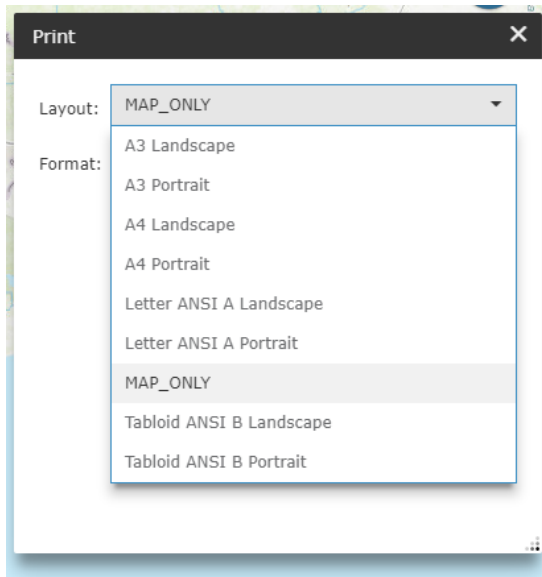 Print
Layout: MAP_ONLY
A3 Landscape
Format:
A3 Portrait
A4 Landscape
A4 Portrait
Letter ANSI A Landscape
Letter ANSI A Portrait
MAP_ONLY
Tabloid ANSI B Landscape
Tabloid ANSI B Portrait